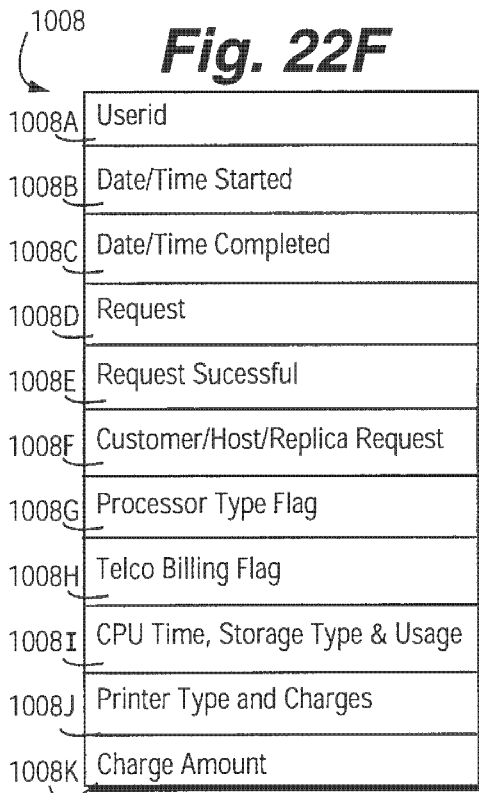 1008
Fig. 22F
1008A Userid
1008B Date/Time Started
1008C Date/Time Completed
1008D Request
1008E Request Sucessful
1008F Customer/Host/Replica Request
1008G Processor Type Flag
1008H Telco Billing Flag
1008I CPU Time, Storage Type & Usage
1008J Printer Type and Charges
1008K Charge Amount